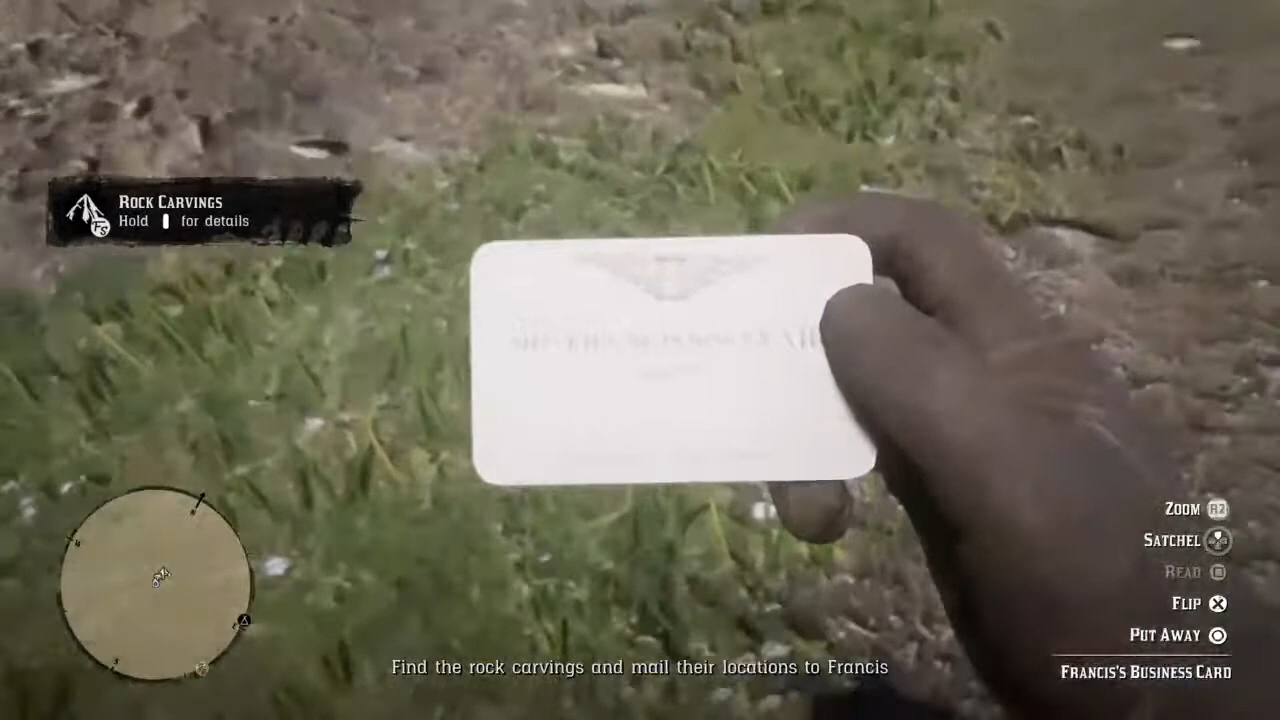 Rock Carvings
Hold for details
Zoom R2
Satchel
Read
Flip
Put Away
Francis's Business Card
Find the rock carvings and mail their locations to Francis